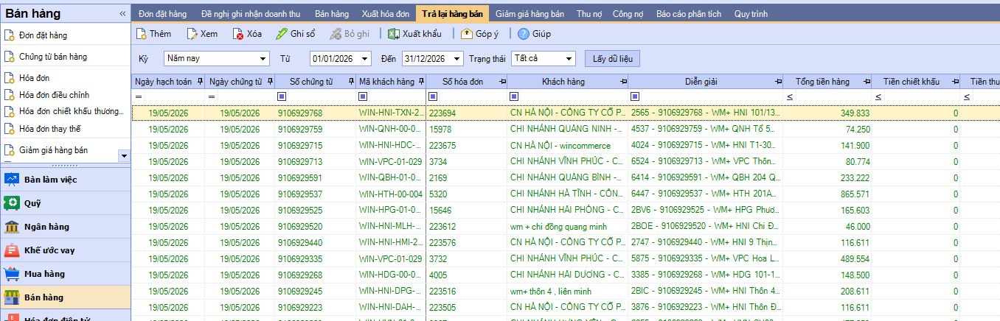 Bán hàng «
Đơn đặt hàng
Chứng từ bán hàng
Hóa đơn
Hóa đơn điều chỉnh
Hóa đơn chiết khấu thương...
Hóa đơn thay thế
Giảm giá hàng bán
Bàn làm việc
Quỹ
Ngân hàng
Khế ước vay
Mua hàng
Bán hàng
Hóa đơn điện tử
Đơn đặt hàng Đề nghị ghi nhận doanh thu Bán hàng Xuất hóa đơn Trả lại hàng bán Giảm giá hàng bán Thu nợ Công nợ Báo cáo phân tích Quy trình
Thêm Xem Xóa Ghi sổ Bỏ ghi Xuất khẩu Góp ý Giúp
Kỳ Năm nay Từ 01/01/2026 Đến 31/12/2026 Trạng thái Tất cả Lấy dữ liệu
Ngày hạch toán Ngày chứng từ Số chứng từ Mã khách hàng Số hóa đơn Khách hàng Diễn giải Tổng tiền hàng Tiền chiết khấu Tiền thu
= = ≤ ≤ ≤
19/05/2026 19/05/2026 9106929768 WIN-HNI-TXN-2... 223694 CN HÀ NỘI - CÔNG TY CỔ P... 2565 - 9106929768 - WM+ HNI 101/13... 349.833 0
19/05/2026 19/05/2026 9106929759 WIN-QNH-00-0... 15978 CHI NHÁNH QUẢNG NINH -... 4537 - 9106929759 - WM+ QNH Tổ 5... 74.250 0
19/05/2026 19/05/2026 9106929715 WIN-HNI-HDC-... 223675 CN HÀ NỘI - wincommerce 4024 - 9106929715 - WM+ HNI T1-30... 141.900 0
19/05/2026 19/05/2026 9106929713 WIN-VPC-01-029 3734 CHI NHÁNH VĨNH PHÚC - C... 6524 - 9106929713 - WM+ VPC Thôn... 80.774 0
19/05/2026 19/05/2026 9106929591 WIN-QBH-01-0... 2169 CHI NHÁNH QUẢNG BÌNH -... 6414 - 9106929591 - WM+ QBH 204 Q... 233.222 0
19/05/2026 19/05/2026 9106929537 WIN-HTH-00-004 5320 CHI NHÁNH HÀ TĨNH - CÔN... 6447 - 9106929537 - WM+ HTH 201A... 865.571 0
19/05/2026 19/05/2026 9106929525 WIN-HPG-01-0... 15646 CHI NHÁNH HẢI PHÒNG - C... 2BV6 - 9106929525 - WM+ HPG Phươ... 165.603 0
19/05/2026 19/05/2026 9106929520 WIN-HNI-MLH-... 223612 wm + chi đồng quang minh 2BOE - 9106929520 - WM+ HNI Chi Đ... 46.000 0
19/05/2026 19/05/2026 9106929440 WIN-HNI-HMI-2... 223576 CN HÀ NỘI - CÔNG TY CỔ P... 2747 - 9106929440 - WM+ HNI 9 Thịn... 116.611 0
19/05/2026 19/05/2026 9106929335 WIN-VPC-01-029 3732 CHI NHÁNH VĨNH PHÚC - C... 5875 - 9106929335 - WM+ VPC Hoa L... 489.554 0
19/05/2026 19/05/2026 9106929268 WIN-HDG-00-0... 4005 CHI NHÁNH HẢI DƯƠNG - C... 3385 - 9106929268 - WM+ HDG 101-1... 148.500 0
19/05/2026 19/05/2026 9106929245 WIN-HNI-DPG-... 223516 wm+ thôn 4 , liên minh 2BIC - 9106929245 - WM+ HNI Thôn 4... 208.611 0
19/05/2026 19/05/2026 9106929223 WIN-HNI-DAH-... 223505 CN HÀ NỘI - CÔNG TY CỔ P... 3876 - 9106929223 - WM+ HNI Thôn Đ... 116.611 0